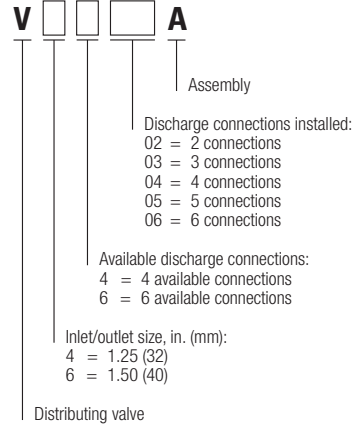 V A
Assembly
Discharge connections installed:
02 = 2 connections
03 = 3 connections
04 = 4 connections
05 = 5 connections
06 = 6 connections
Available discharge connections:
4 = 4 available connections
6 = 6 available connections
Inlet/outlet size, in. (mm):
4 = 1.25 (32)
6 = 1.50 (40)
Distributing valve